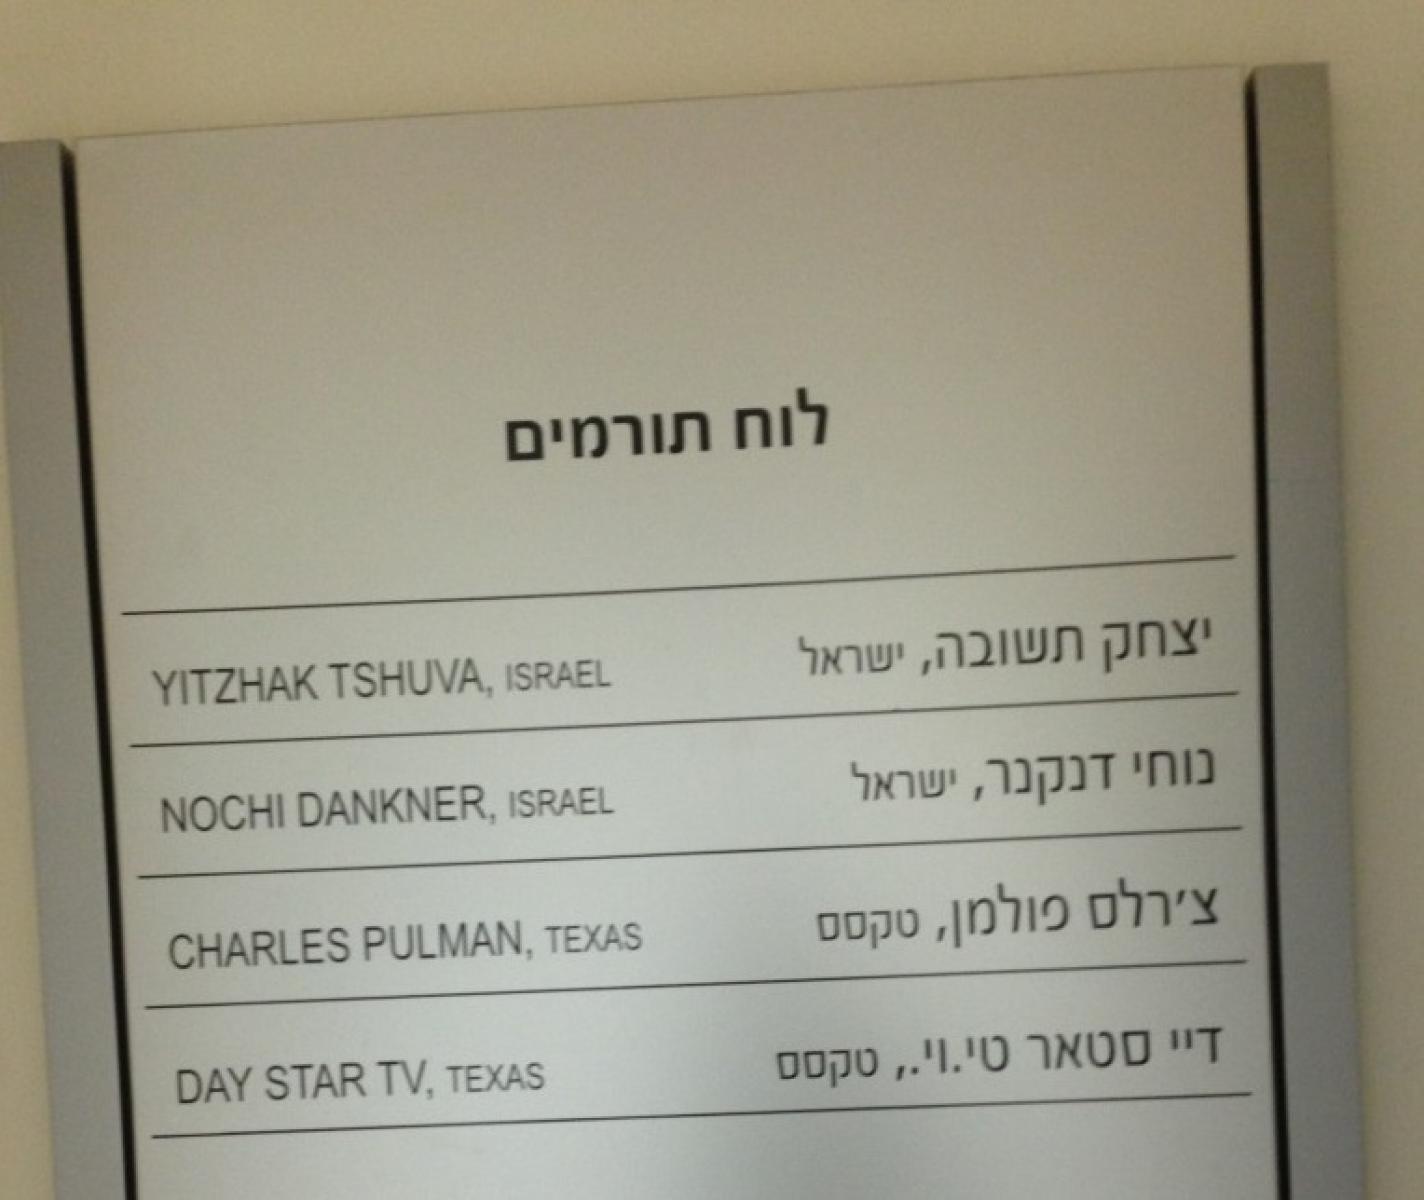 לוח תורמים
יצחק תשובה, ישראל
YITZHAK TSHUVA, ISRAEL
נוחי דנקנר, ישראל
NOCHI DANKNER, ISRAEL
צ'רלס פולמן, טקסס
CHARLES PULMAN, TEXAS
דיי סטאר טי.וי., טקסס
DAY STAR TV, TEXAS